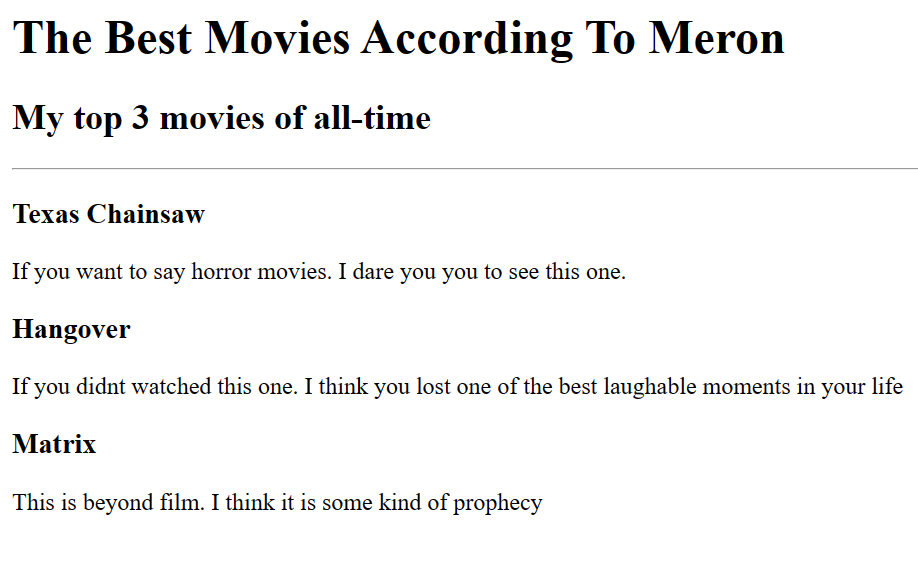 The Best Movies According To Meron
My top 3 movies of all-time
Texas Chainsaw
If you want to say horror movies. I dare you you to see this one.
Hangover
If you didnt watched this one. I think you lost one of the best laughable moments in your life
Matrix
This is beyond film. I think it is some kind of prophecy